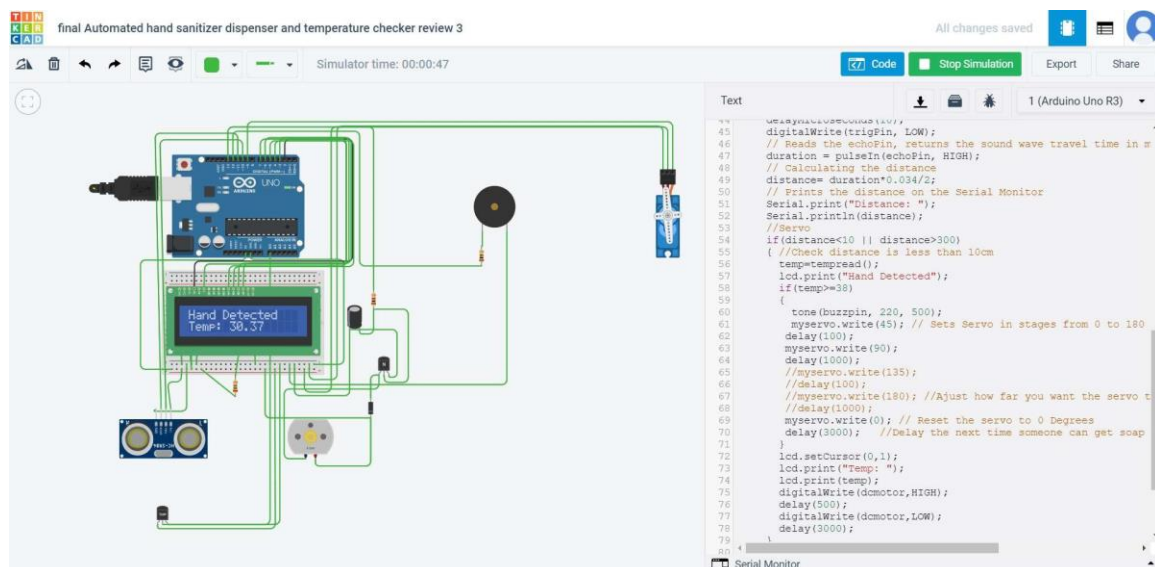 TIN
KER
CAD
final Automated hand sanitizer dispenser and temperature checker review 3
All changes saved
Simulator time: 00:00:47
Code
Stop Simulation
Export
Share
Text
1 (Arduino Uno R3)
UNO
Hand Detected
Temp: 30.37
44 delayMicroseconds(10);
45 digitalWrite(trigPin, LOW);
46 // Reads the echoPin, returns the sound wave travel time in m
47 duration = pulseIn(echoPin, HIGH);
48 // Calculating the distance
49 distance= duration*0.034/2;
50 // Prints the distance on the Serial Monitor
51 Serial.print("Distance: ");
52 Serial.println(distance);
53 //Servo
54 if(distance<10 || distance>300)
55 { //Check distance is less than 10cm
56 temp=tempread();
57 lcd.print("Hand Detected");
58 if(temp>=38)
59 {
60 tone(buzzpin, 220, 500);
61 myservo.write(45); // Sets Servo in stages from 0 to 180
62 delay(100);
63 myservo.write(90);
64 delay(1000);
65 //myservo.write(135);
66 //delay(100);
67 //myservo.write(180); //Ajust how far you want the servo t
68 //delay(1000);
69 myservo.write(0); // Reset the servo to 0 Degrees
70 delay(3000); //Delay the next time someone can get soap
71 }
72 lcd.setCursor(0,1);
73 lcd.print("Temp: ");
74 lcd.print(temp);
75 digitalWrite(dcmotor,HIGH);
76 delay(500);
77 digitalWrite(dcmotor,LOW);
78 delay(3000);
79 }
80
Serial Monitor